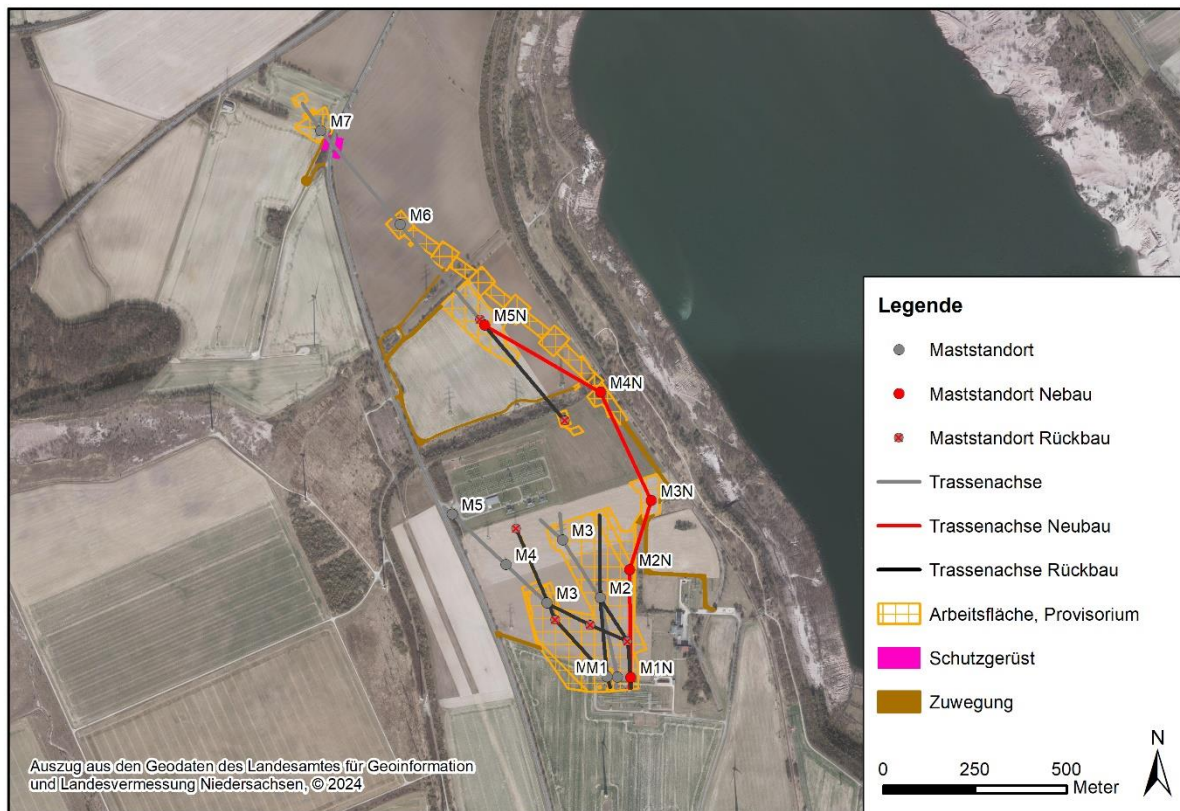 M7
M6
M5N
M4N
M5
M3N
M3
M4
M2N
M3
M2
MM1
M1N
Legende
Maststandort
Maststandort Nebau
Maststandort Rückbau
Trassenachse
Trassenachse Neubau
Trassenachse Rückbau
Arbeitsfläche, Provisorium
Schutzgerüst
Zuwegung
N
0 250 500
Meter
Auszug aus den Geodaten des Landesamtes für Geoinformation
und Landesvermessung Niedersachsen, © 2024